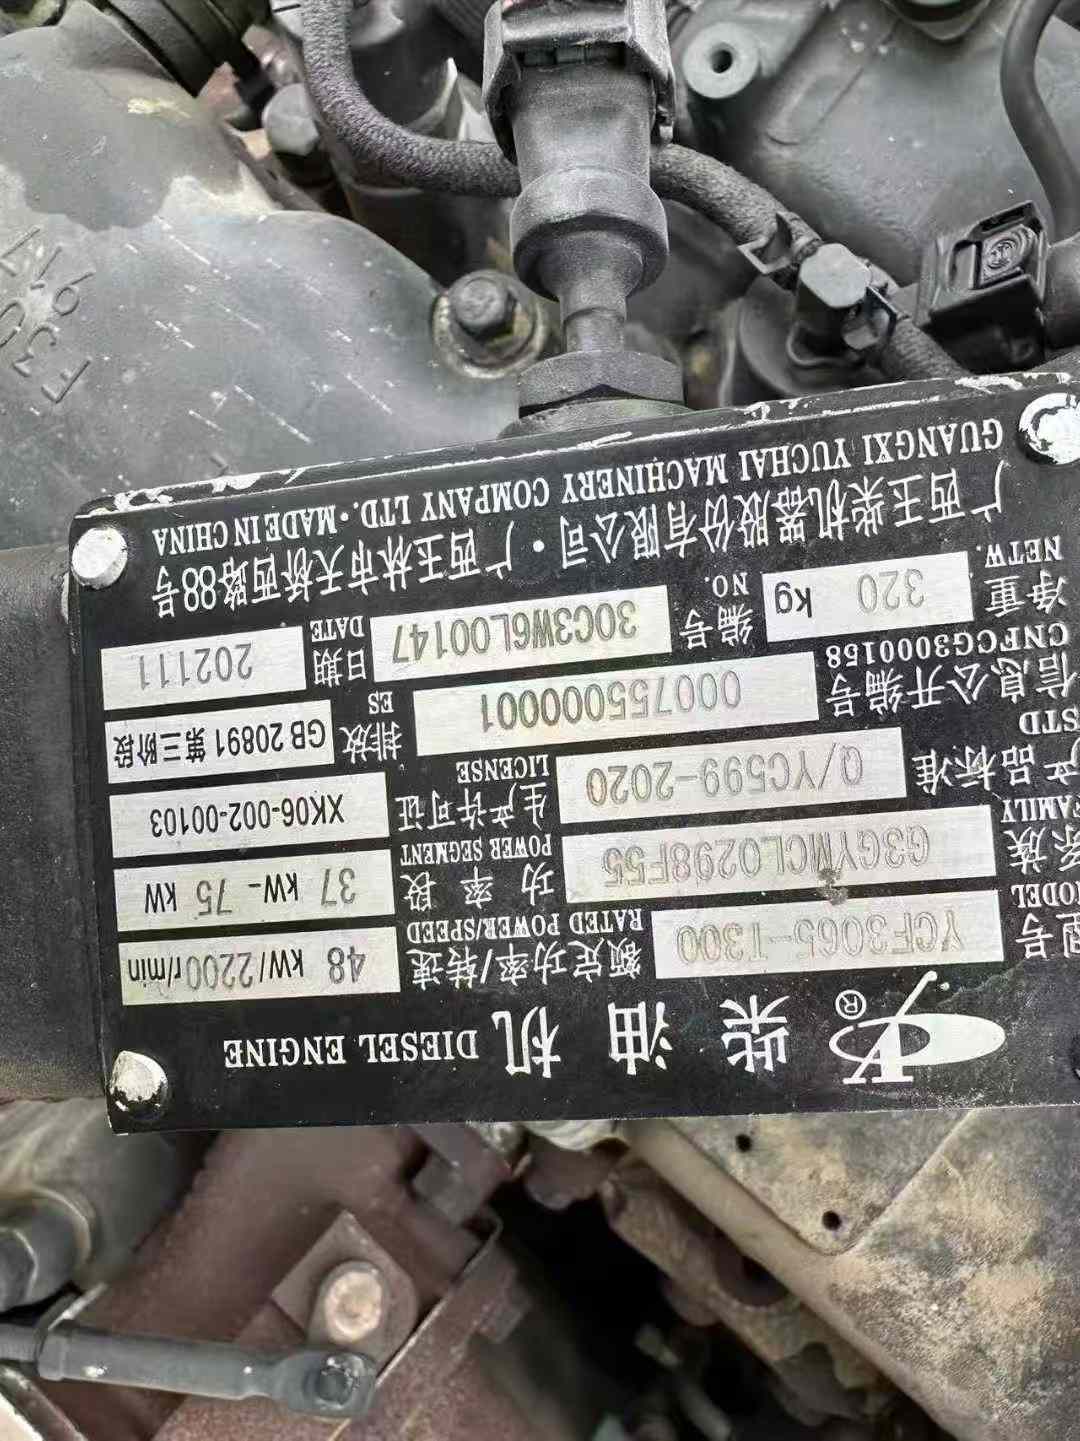 ® 柴油机 DIESEL ENGINE
型号 YCF3065-T300 额定功率/转速 48 kW/2200r/min
MODEL RATED POWER/SPEED
系族 G3GYMCL0298F55 功率段 37 kW- 75 kW
FAMILY POWER SEGMENT
产品标准 Q/YC599-2020 生产许可证 XK06-002-00103
STD LICENSE
信息公开编号 00075500001 排放 GB 20891 第三阶段
CNFCG3000158 ES
净重 320 kg 编号 30C3W6L00147 日期 202111
NETW. NO. DATE
广西玉柴机器股份有限公司·广西玉林市天桥西路88号
GUANGXI YUCHAI MACHINERY COMPANY LTD.·MADE IN CHINA